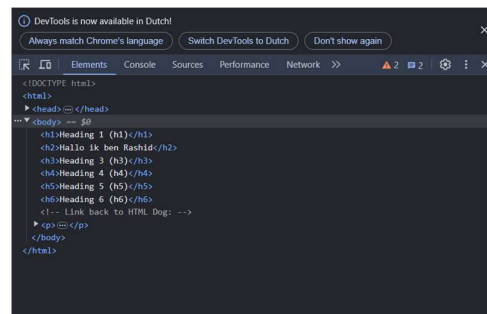 DevTools is now available in Dutch!
Always match Chrome's language Switch DevTools to Dutch Don't show again
Elements Console Sources Performance Network >> 2 2
<!DOCTYPE html>
<html>
<head>…</head>
<body> == $0
<h1>Heading 1 (h1)</h1>
<h2>Hallo ik ben Rashid</h2>
<h3>Heading 3 (h3)</h3>
<h4>Heading 4 (h4)</h4>
<h5>Heading 5 (h5)</h5>
<h6>Heading 6 (h6)</h6>
<!-- Link back to HTML Dog: -->
<p>…</p>
</body>
</html>